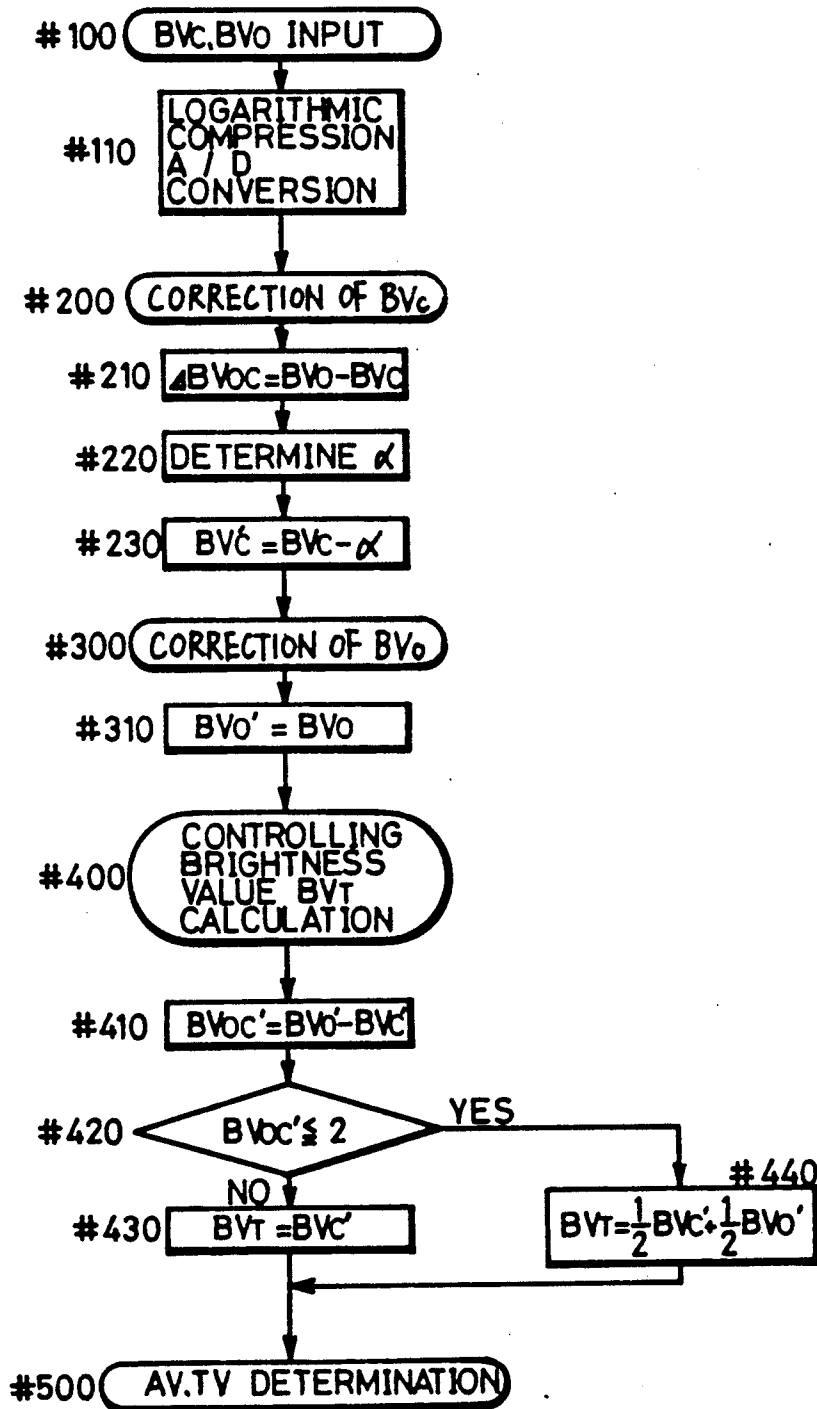 #100 BVC.BVO INPUT
#110
LOGARITHMIC
COMPRESSION
A / D
CONVERSION
#200 CORRECTION OF BVc
#210 ⊿BVOC=BVO-BVC
#220 DETERMINE α
#230 BVC'=BVC-α
#300 CORRECTION OF BVo
#310 BVO' = BVO
#400
CONTROLLING
BRIGHTNESS
VALUE BVT
CALCULATION
#410 BVOC'=BVO'-BVC'
#420 BVOC'≦ 2
YES
NO
#430 BVT=BVC'
#440
BVT=1/2BVC'+1/2BVO'
#500 AV.TV DETERMINATION